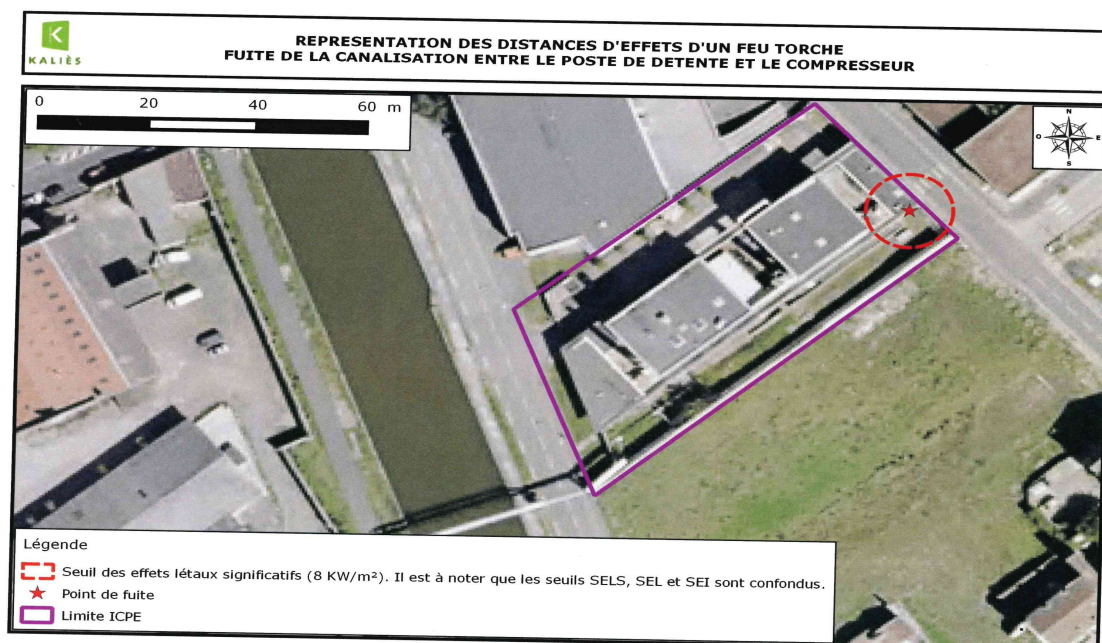 KALIÈS
REPRESENTATION DES DISTANCES D'EFFETS D'UN FEU TORCHE
FUITE DE LA CANALISATION ENTRE LE POSTE DE DETENTE ET LE COMPRESSEUR
0 20 40 60 m
N
O E
S
Légende
Seuil des effets létaux significatifs (8 KW/m²). Il est à noter que les seuils SELS, SEL et SEI sont confondus.
Point de fuite
Limite ICPE